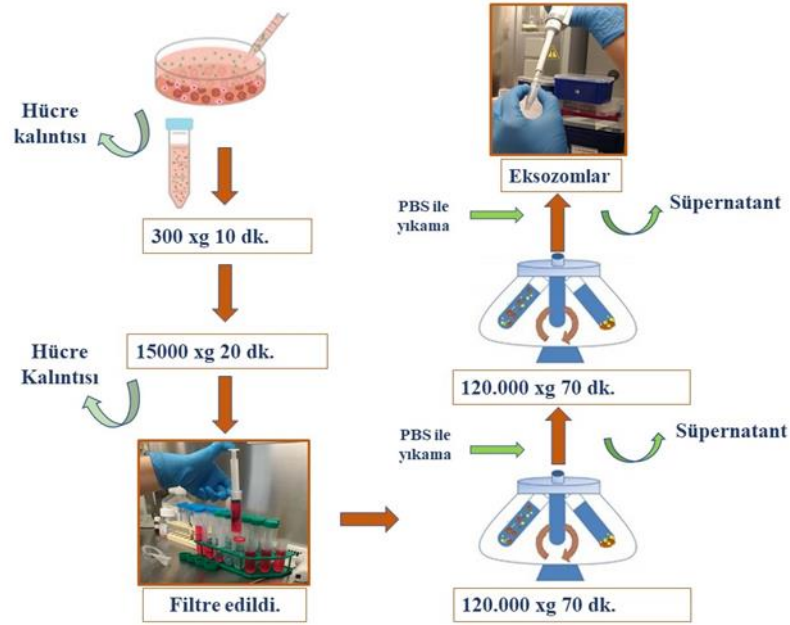 Hücre
kalıntısı
300 xg 10 dk.
15000 xg 20 dk.
Hücre
Kalıntısı
Filtre edildi.
120.000 xg 70 dk.
PBS ile
yıkama
Süpernatant
120.000 xg 70 dk.
PBS ile
yıkama
Süpernatant
Eksozomlar